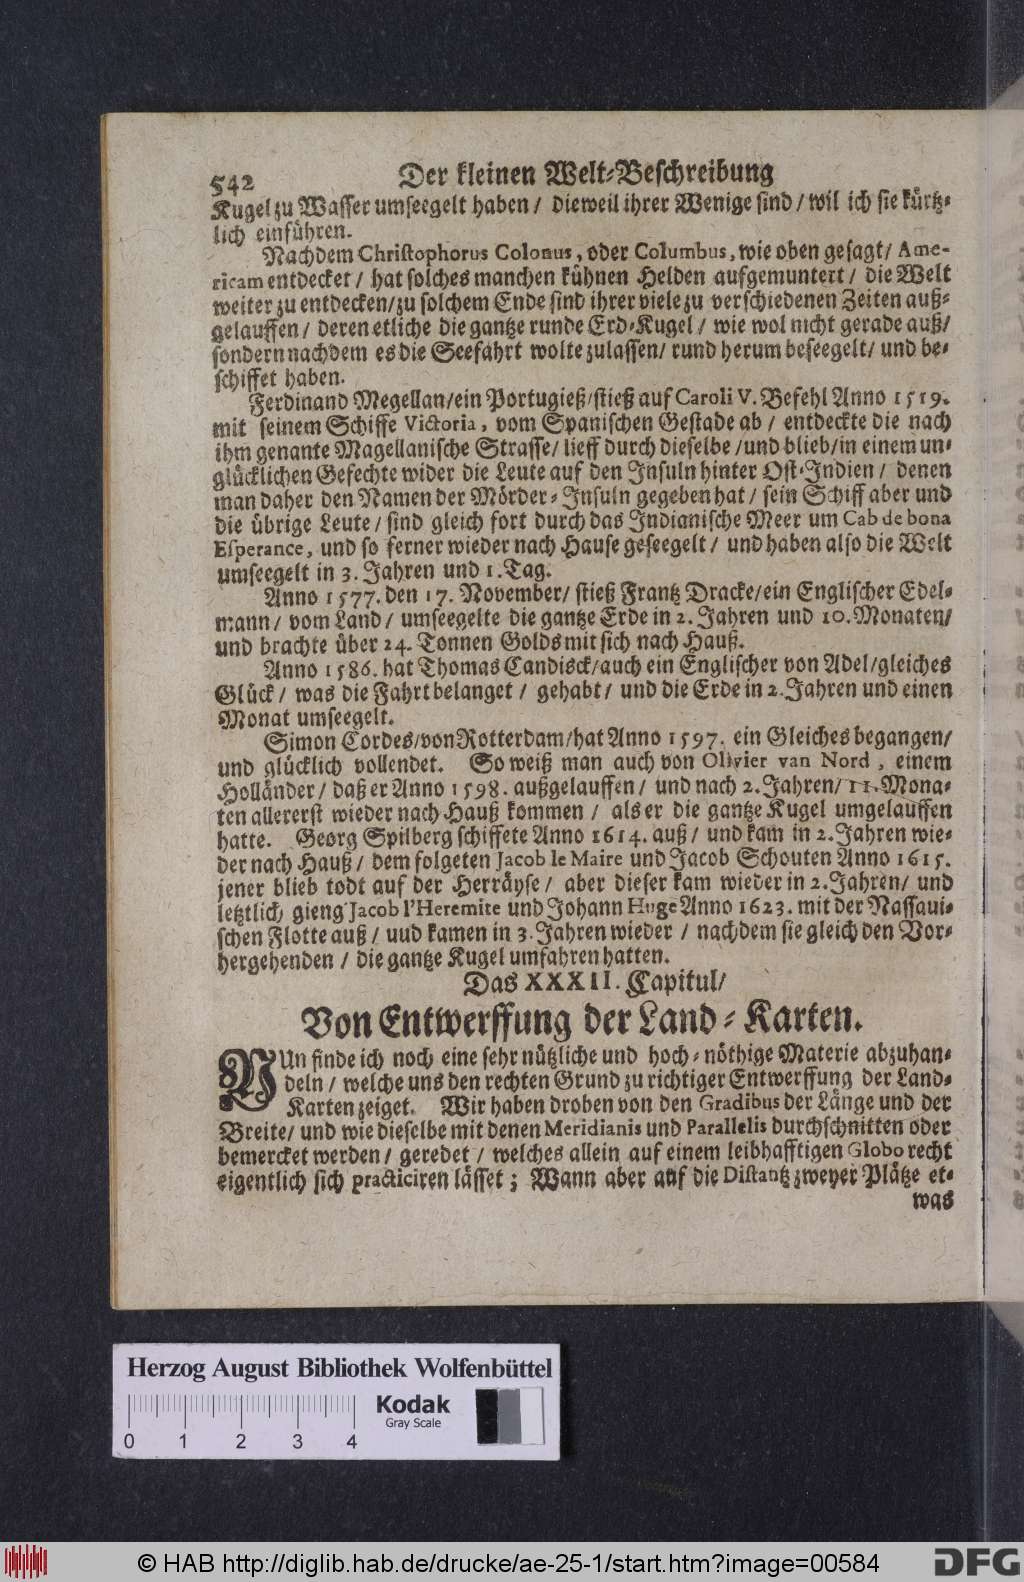 542 Der kleinen Welt-Beschreibung
Kugel zu Wasser umseegelt haben / dieweil ihrer Wenige sind / wil ich sie kürtz-
lich einführen.
Nachdem Christophorus Colonus, oder Columbus, wie oben gesagt / Ame-
ricam entdecket / hat solches manchen kühnen Helden aufgemuntert / die Welt
weiter zu entdecken / zu solchem Ende sind ihrer viele zu verschiedenen Zeiten auß-
gelauffen / deren etliche die gantze runde Erd-Kugel / wie wol nicht gerade auß /
sondern nachdem es die Seefahrt wolte zulassen / rund herum beseegelt / und be-
schiffet haben.
Ferdinand Megellan / ein Portugieß / stieß auf Caroli V. Befehl Anno 1519.
mit seinem Schiffe Victoria, vom Spanischen Gestade ab / entdeckte die nach
ihm genante Magellanische Strasse / lieff durch dieselbe / und blieb / in einem un-
glücklichen Gefechte wider die Leute auf den Insuln hinter Ost-Indien / denen
man daher den Namen der Mörder-Insuln gegeben hat / sein Schiff aber und
die übrige Leute / sind gleich fort durch das Indianische Meer um Cab de bona
Esperance, und so ferner wieder nach Hause geseegelt / und haben also die Welt
umseegelt in 3. Jahren und 1. Tag.
Anno 1577. den 17. November / stieß Frantz Dracke / ein Englischer Edel-
mann / vom Land / umseegelte die gantze Erde in 2. Jahren und 10. Monaten /
und brachte über 24. Tonnen Golds mit sich nach Hauß.
Anno 1586. hat Thomas Candisck / auch ein Englischer von Adel / gleiches
Glück / was die Fahrt belanget / gehabt / und die Erde in 2. Jahren und einen
Monat umseegelt.
Simon Cordes / von Rotterdam / hat Anno 1597. ein Gleiches begangen /
und glücklich vollendet. So weiß man auch von Olivier van Nord, einem
Holländer / daß er Anno 1598. außgelauffen / und nach 2. Jahren / 11. Mona-
ten allererst wieder nach Hauß kommen / als er die gantze Kugel umgelauffen
hatte. Georg Spilberg schiffete Anno 1614. auß / und kam in 2. Jahren wie-
der nach Hauß / dem folgeten Jacob le Maire und Jacob Schouten Anno 1615.
jener blieb todt auf der Herräyse / aber dieser kam wieder in 2. Jahren / und
letztlich / gieng Jacob l'Heremite und Johann Huge Anno 1623. mit der Nassaui-
schen Flotte auß / uud kamen in 3. Jahren wieder / nachdem sie gleich den Vor-
hergehenden / die gantze Kugel umfahren hatten.
Das XXXII. Capitul /
Von Entwerffung der Land-Karten.
NUn finde ich noch eine sehr nützliche und hoch-nöthige Materie abzuhan-
deln / welche uns den rechten Grund zu richtiger Entwerffung der Land-
Karten zeiget. Wir haben droben von den Gradibus der Länge und der
Breite / und wie dieselbe mit denen Meridianis und Parallelis durchschnitten oder
bemercket werden / geredet / welches allein auf einem leibhafftigen Globo recht
eigentlich sich practiciren lässet ; Wann aber auf die Distantz zweyer Plätze et-
was
Herzog August Bibliothek Wolfenbüttel
Kodak
Gray Scale
0 1 2 3 4
© HAB http://diglib.hab.de/drucke/ae-25-1/start.htm?image=00584
DFG